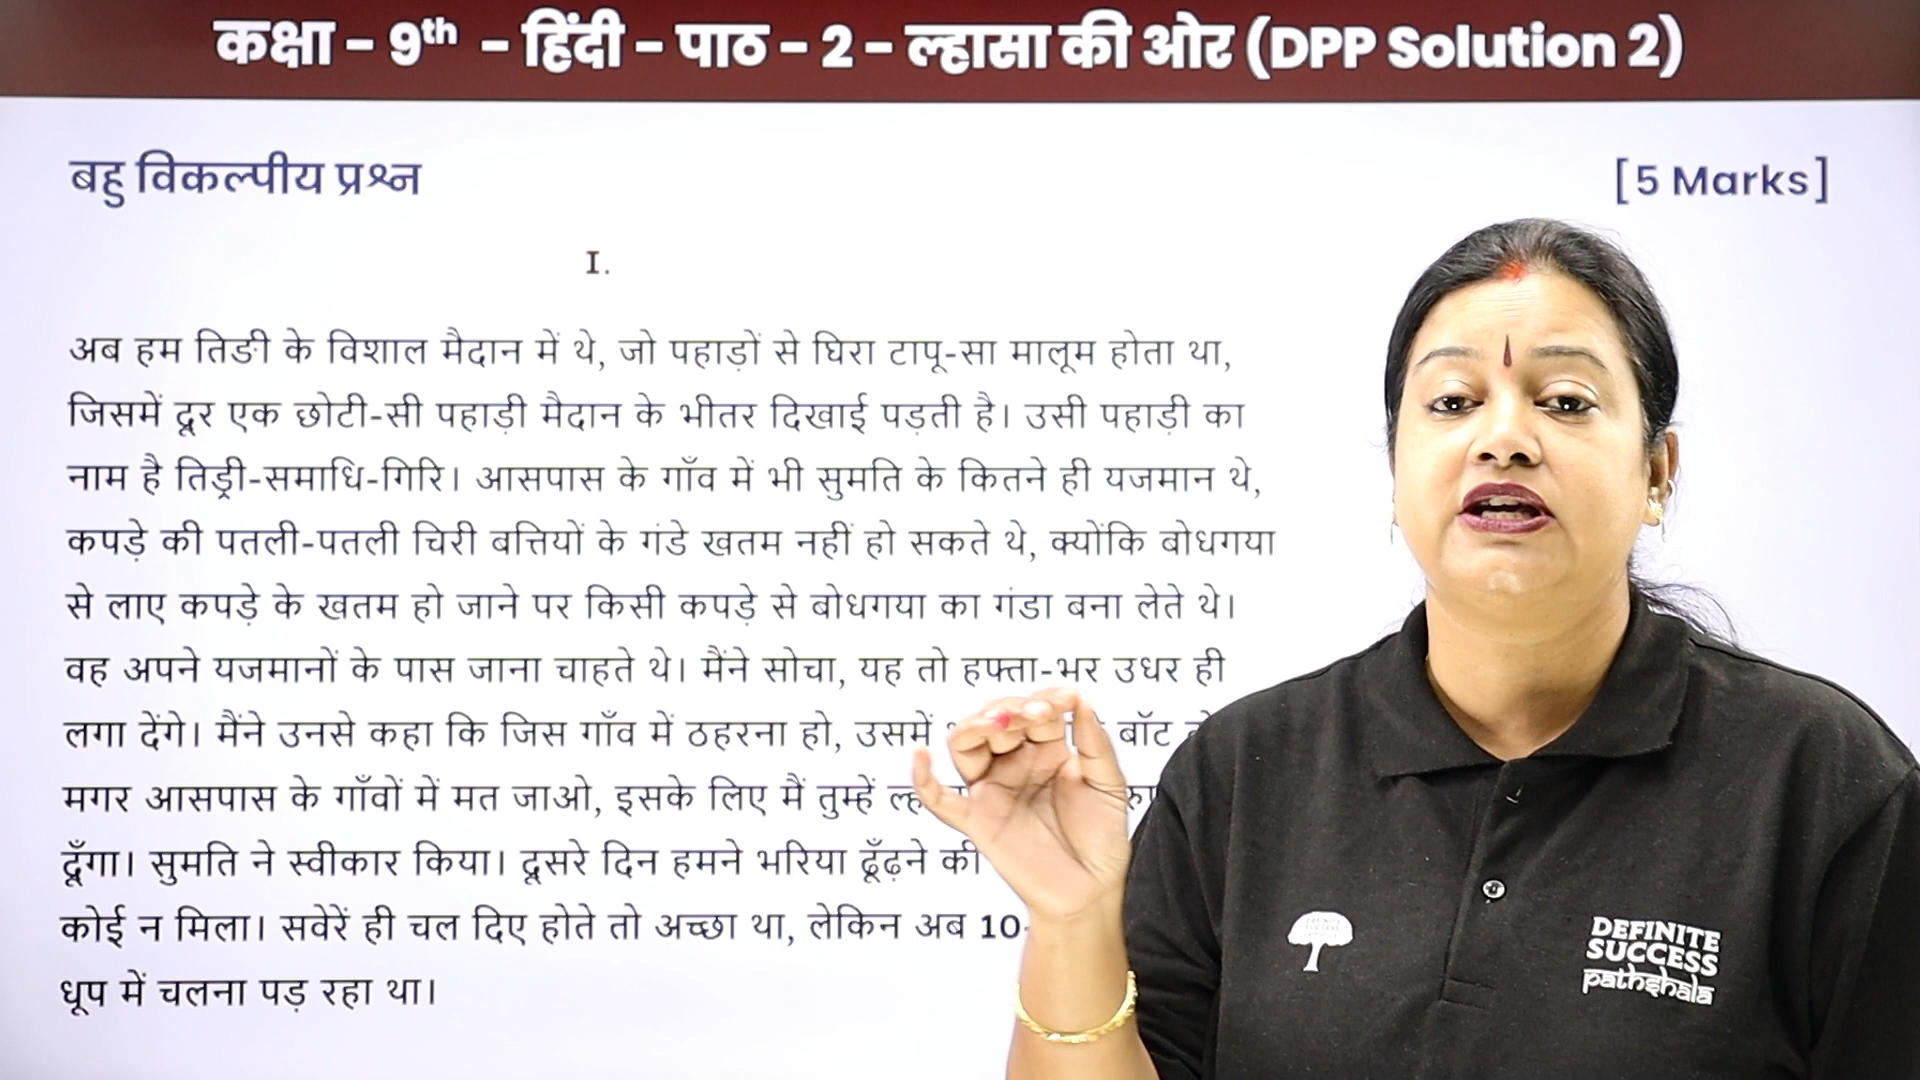 कक्षा – 9th – हिंदी – पाठ – 2 – ल्हासा की ओर (DPP Solution 2)
बहु विकल्पीय प्रश्न [5 Marks]
I.
अब हम तिङी के विशाल मैदान में थे, जो पहाड़ों से घिरा टापू-सा मालूम होता था,
जिसमें दूर एक छोटी-सी पहाड़ी मैदान के भीतर दिखाई पड़ती है। उसी पहाड़ी का
नाम है तिड्री-समाधि-गिरि। आसपास के गाँव में भी सुमति के कितने ही यजमान थे,
कपड़े की पतली-पतली चिरी बत्तियों के गंडे खतम नहीं हो सकते थे, क्योंकि बोधगया
से लाए कपड़े के खतम हो जाने पर किसी कपड़े से बोधगया का गंडा बना लेते थे।
वह अपने यजमानों के पास जाना चाहते थे। मैंने सोचा, यह तो हफ्ता-भर उधर ही
लगा देंगे। मैंने उनसे कहा कि जिस गाँव में ठहरना हो, उसमें बॉट
मगर आसपास के गाँवों में मत जाओ, इसके लिए मैं तुम्हें
दूँगा। सुमति ने स्वीकार किया। दूसरे दिन हमने भरिया ढूँढ़ने की
कोई न मिला। सवेरें ही चल दिए होते तो अच्छा था, लेकिन अब 10-
धूप में चलना पड़ रहा था।
DEFINITE
SUCCESS
pathshala